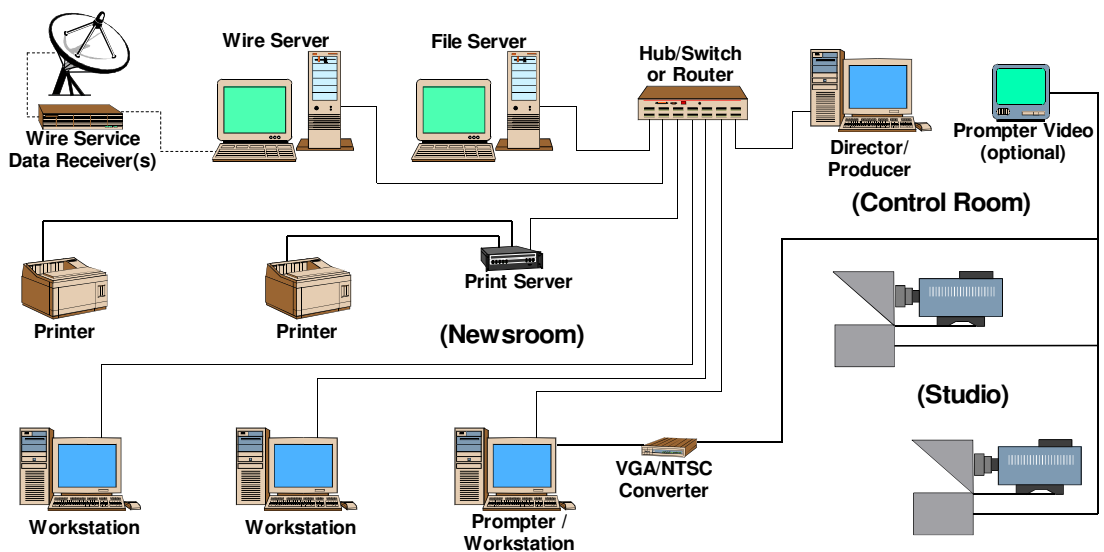 Wire Server
File Server
Hub/Switch
or Router
Wire Service
Data Receiver(s)
Director/
Producer
Prompter Video
(optional)
(Control Room)
Print Server
Printer
Printer
(Newsroom)
(Studio)
VGA/NTSC
Converter
Workstation
Workstation
Prompter /
Workstation